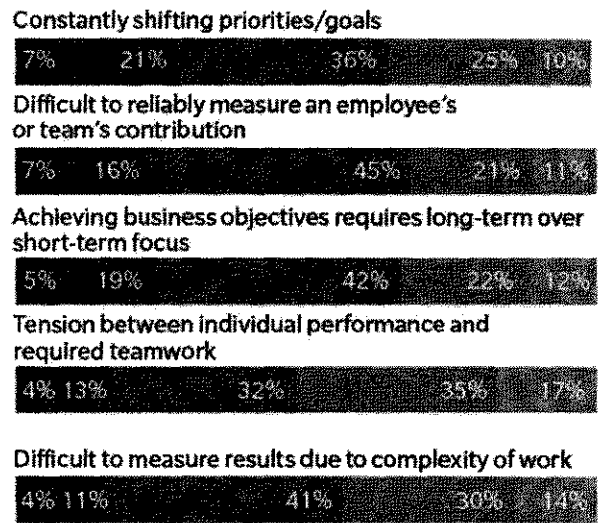 Constantly shifting priorities/goals
7% 21% 36% 25% 10%
Difficult to reliably measure an employee's
or team's contribution
7% 16% 45% 21% 11%
Achieving business objectives requires long-term over
short-term focus
5% 19% 42% 22% 12%
Tension between individual performance and
required teamwork
4% 13% 32% 35% 17%
Difficult to measure results due to complexity of work
4% 11% 41% 30% 14%